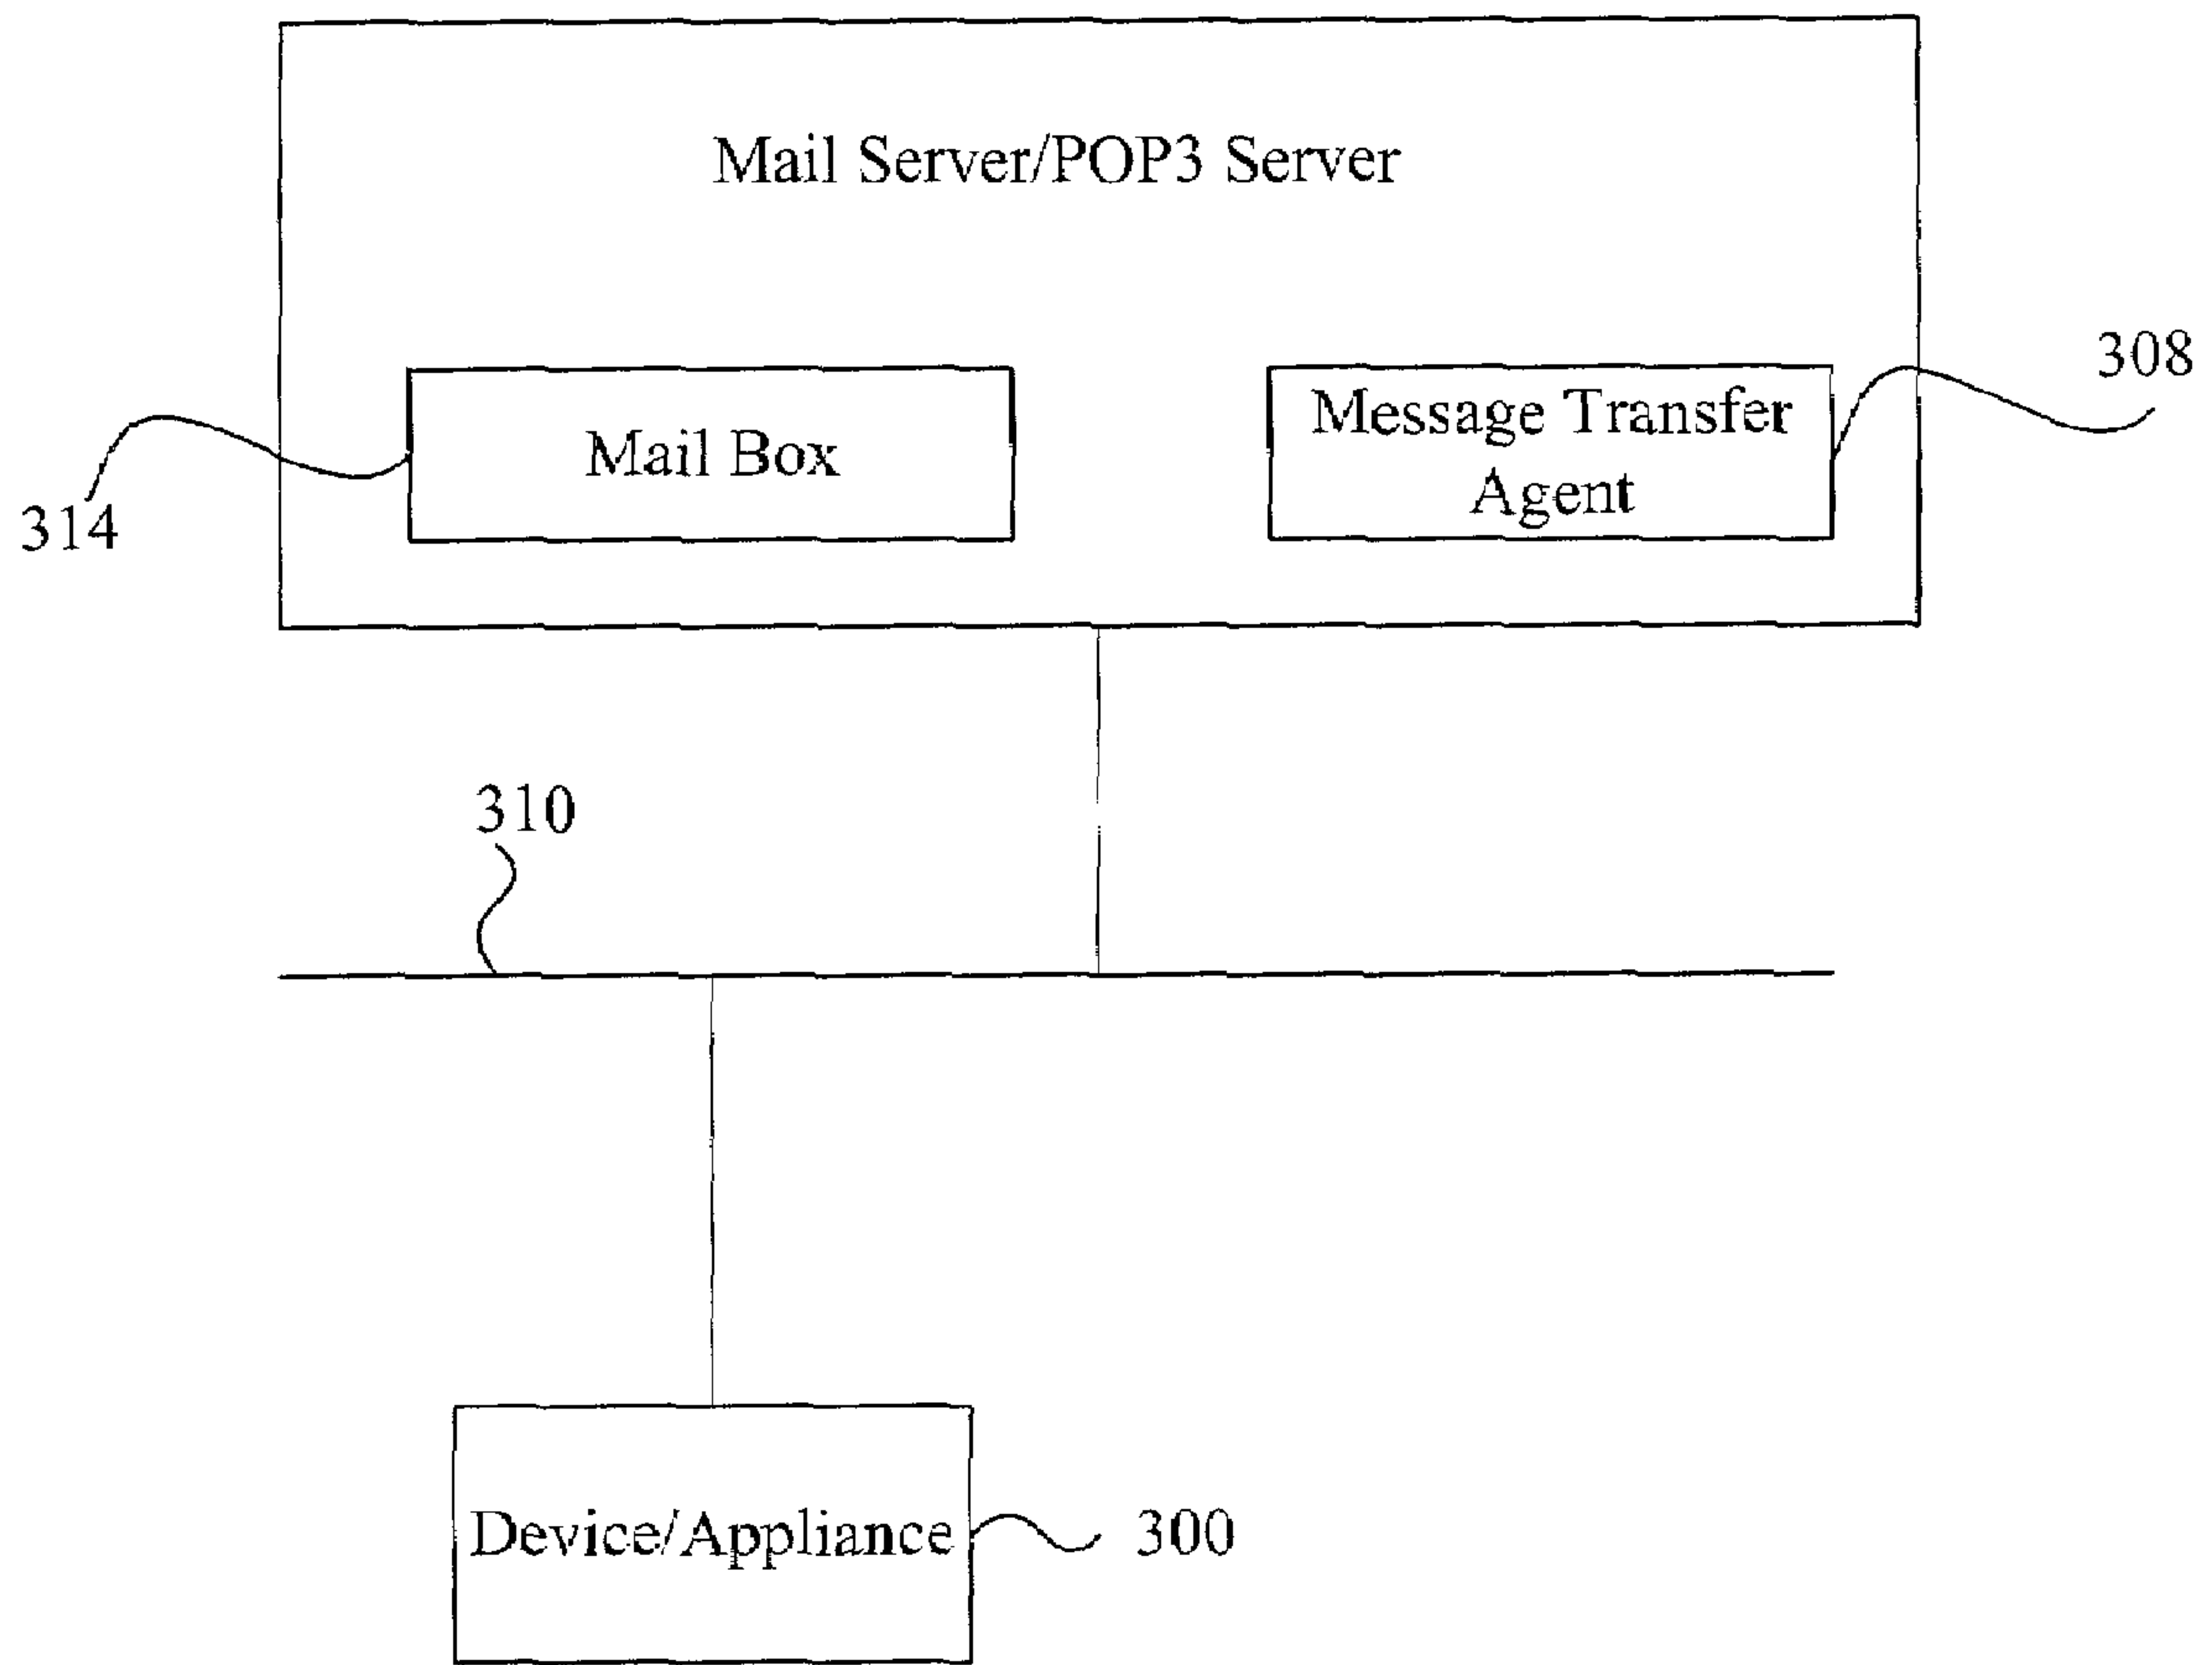 Mail Server/POP3 Server
308
Message Transfer
Agent
Mail Box
314
310
Device/Appliance
300